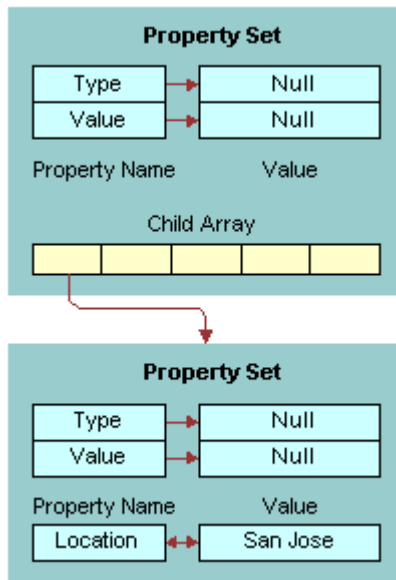 Property Set
Type Null
Value Null
Property Name Value
Child Array
Property Set
Type Null
Value Null
Property Name Value
Location San Jose